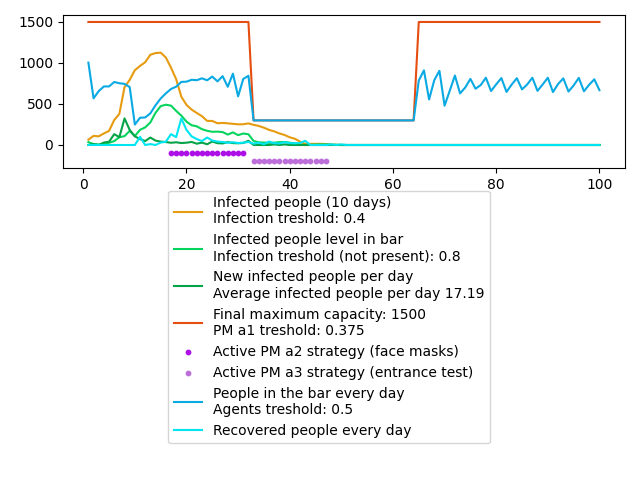 1500
1000
500
0
0 20 40 60 80 100
Infected people (10 days)
Infection treshold: 0.4
Infected people level in bar
Infection treshold (not present): 0.8
New infected people per day
Average infected people per day 17.19
Final maximum capacity: 1500
PM a1 treshold: 0.375
Active PM a2 strategy (face masks)
Active PM a3 strategy (entrance test)
People in the bar every day
Agents treshold: 0.5
Recovered people every day